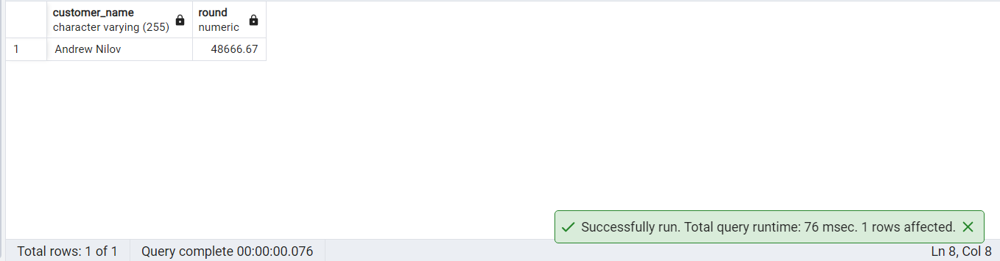 customer_name round
character varying (255) numeric
1 Andrew Nilov 48666.67
Successfully run. Total query runtime: 76 msec. 1 rows affected.
Total rows: 1 of 1 Query complete 00:00:00.076 Ln 8, Col 8